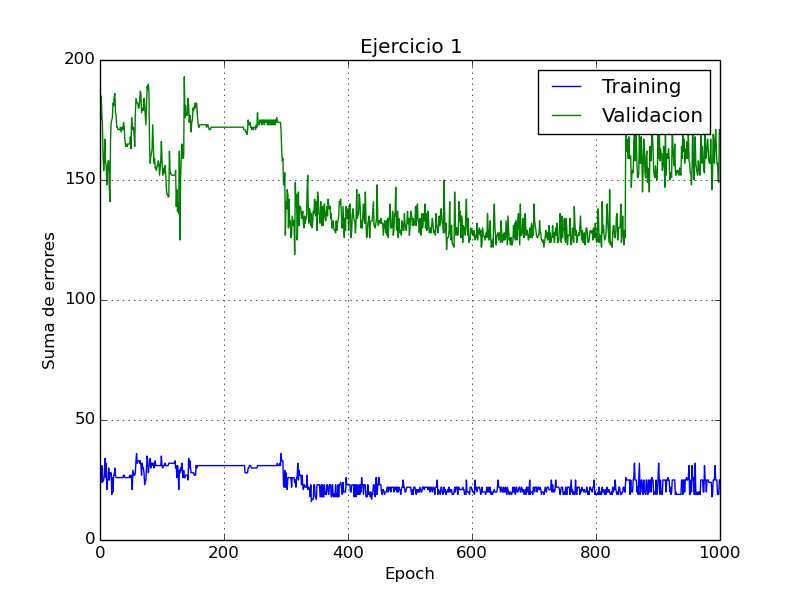 Ejercicio 1
200
150
100
50
0
Suma de errores
Training
Validacion
0 200 400 600 800 1000
Epoch